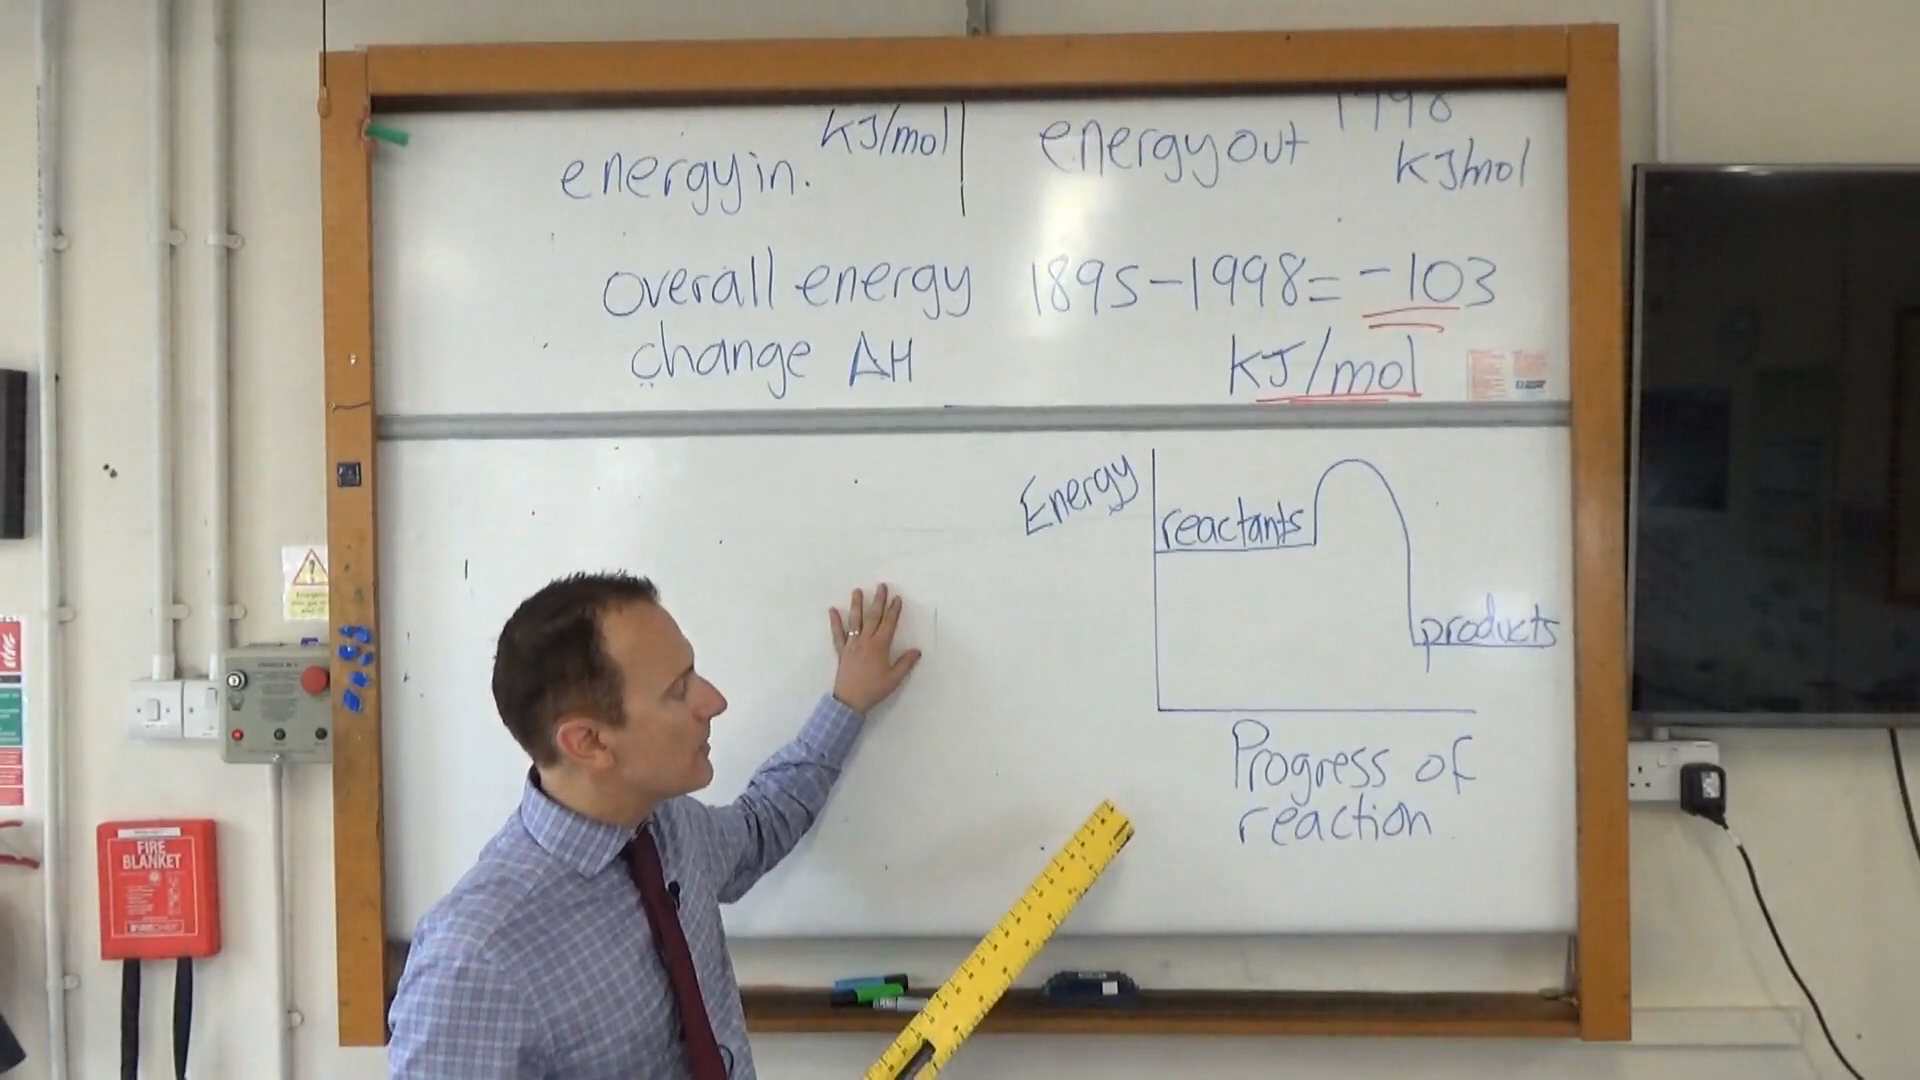 KJ/mol
energy in.
energy out
1998
KJ/mol
overall energy
change ΔH
1895-1998= -103
KJ/mol
Energy
reactants
products
Progress of
reaction
FIRE
BLANKET